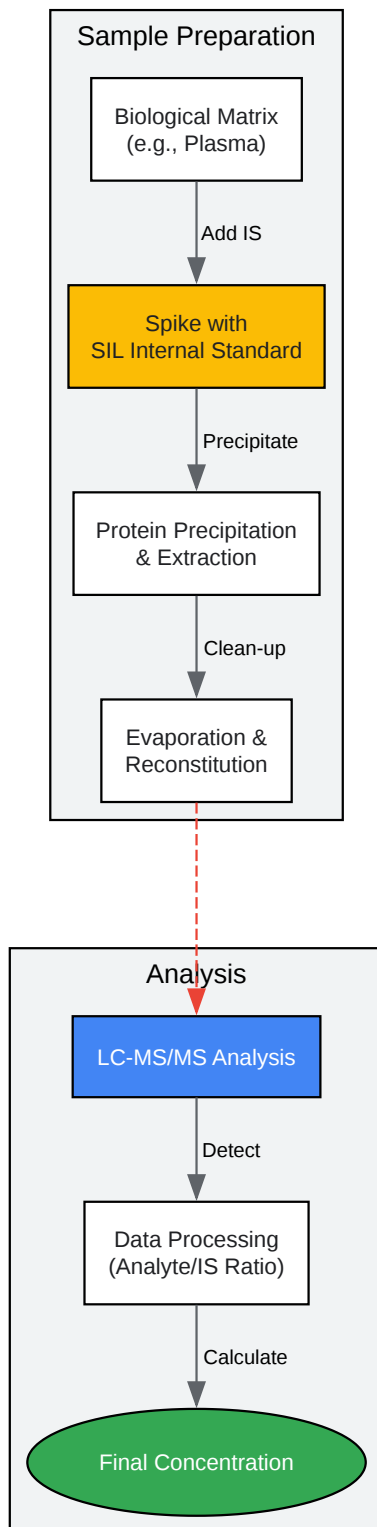 Sample Preparation
Biological Matrix
(e.g., Plasma)
Add IS
Spike with
SIL Internal Standard
Precipitate
Protein Precipitation
& Extraction
Clean-up
Evaporation &
Reconstitution
Analysis
LC-MS/MS Analysis
Detect
Data Processing
(Analyte/IS Ratio)
Calculate
Final Concentration